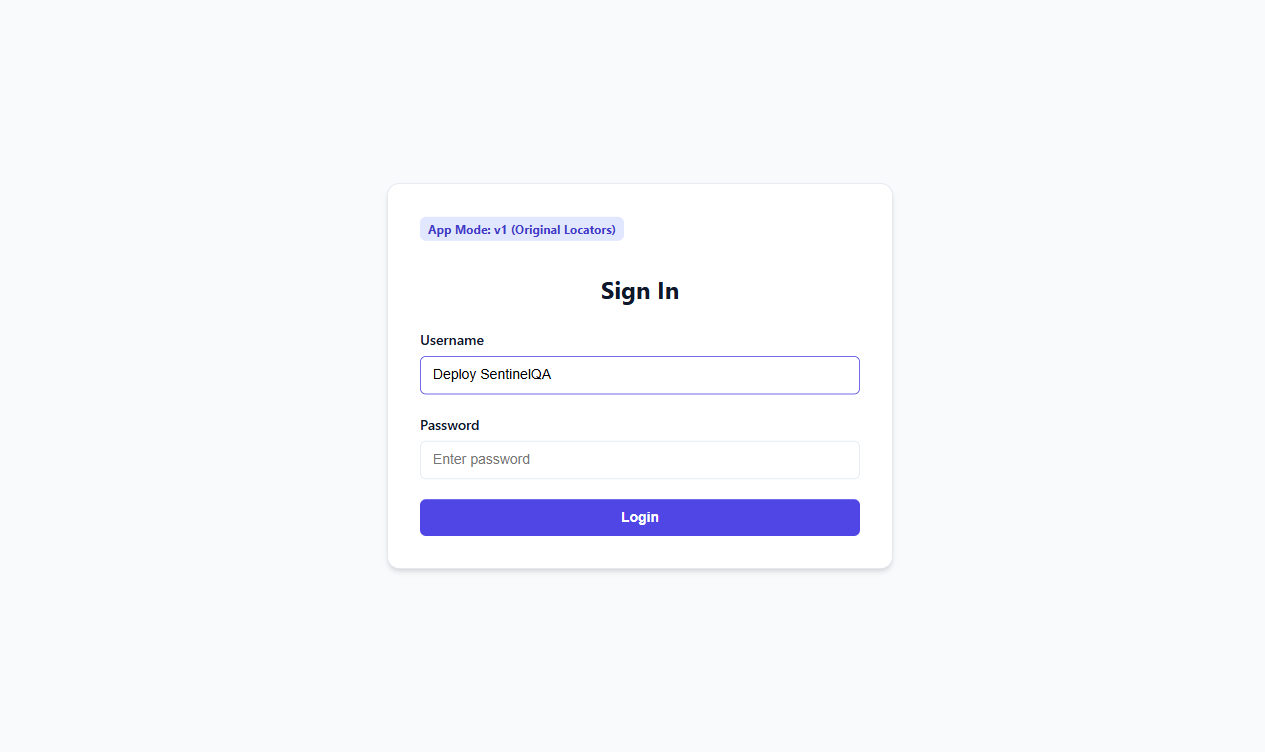 App Mode: v1 (Original Locators)
Sign In
Username
Deploy SentinelQA
Password
Enter password
Login